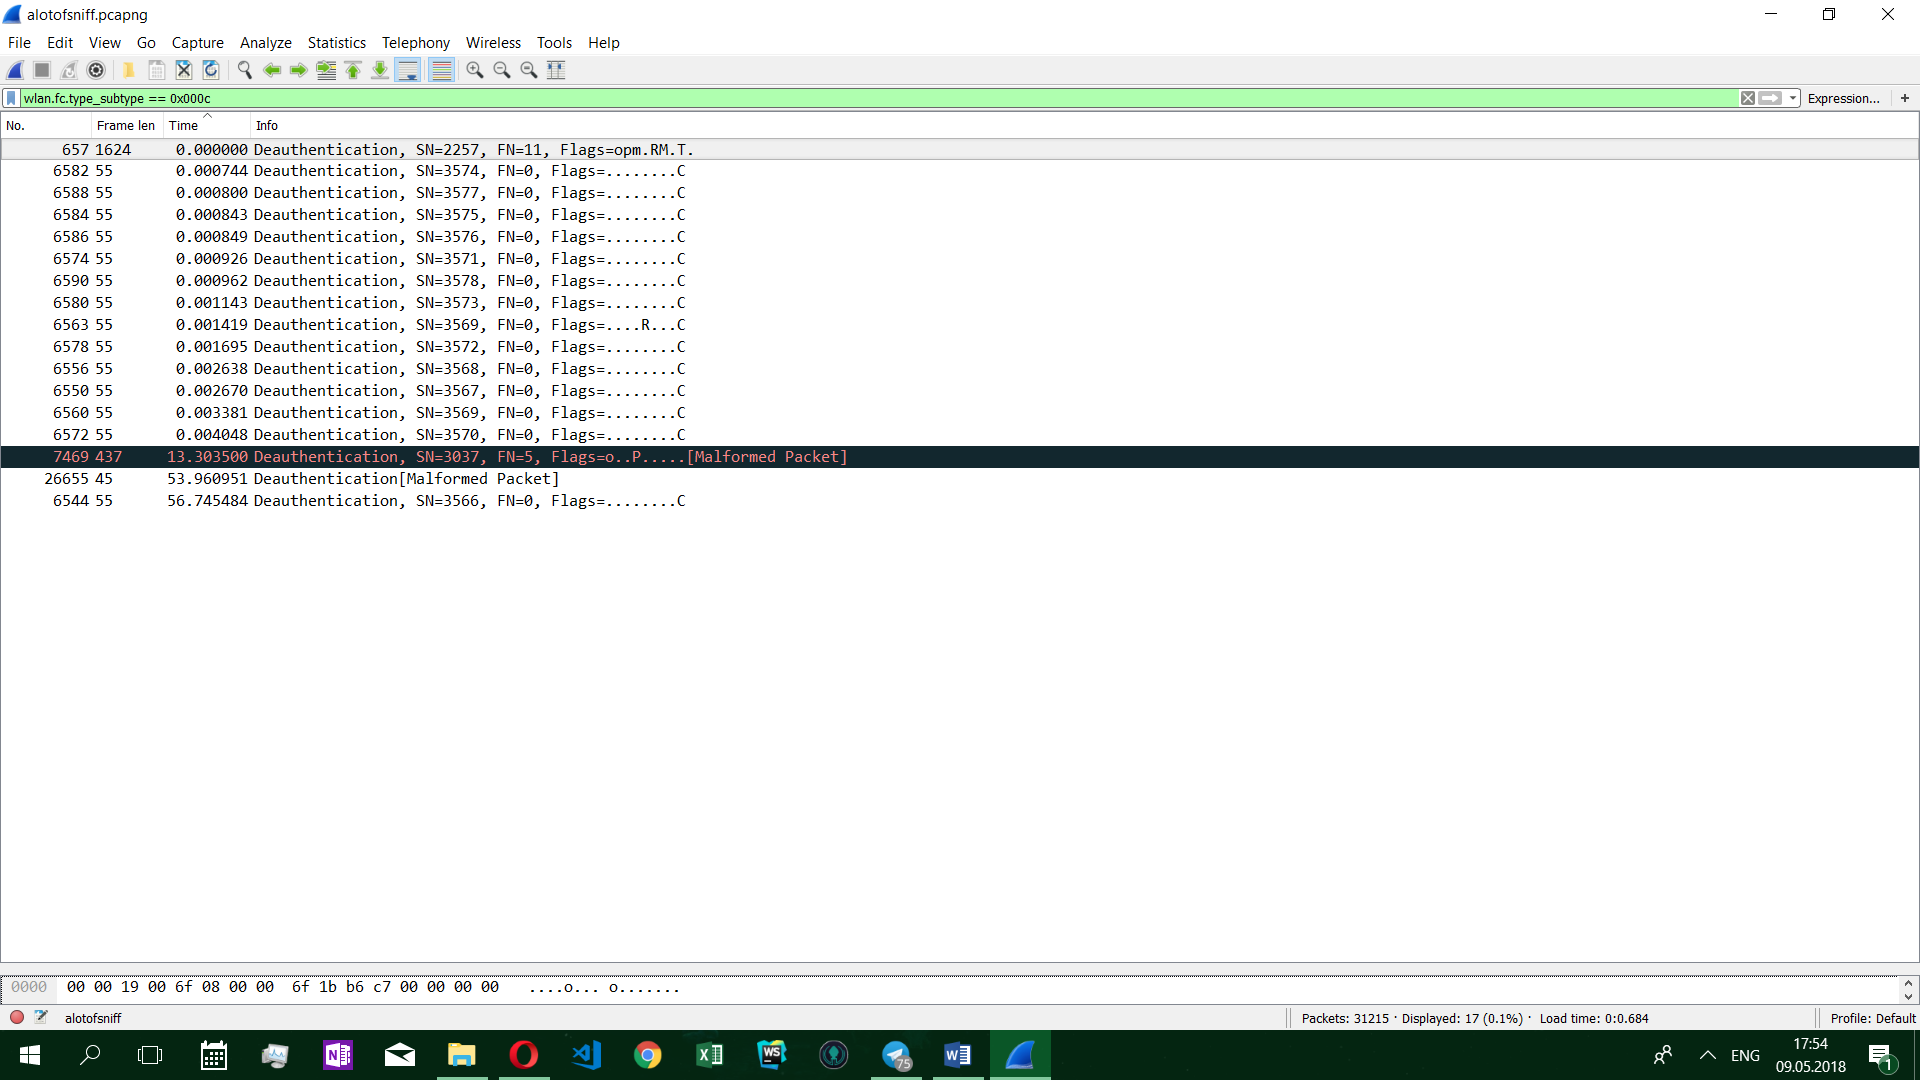 alotofsniff.pcapng
File Edit View Go Capture Analyze Statistics Telephony Wireless Tools Help
wlan.fc.type_subtype == 0x000c Expression... +
No. Frame len Time Info
657 1624 0.000000 Deauthentication, SN=2257, FN=11, Flags=opm.RM.T.
6582 55 0.000744 Deauthentication, SN=3574, FN=0, Flags=........C
6588 55 0.000800 Deauthentication, SN=3577, FN=0, Flags=........C
6584 55 0.000843 Deauthentication, SN=3575, FN=0, Flags=........C
6586 55 0.000849 Deauthentication, SN=3576, FN=0, Flags=........C
6574 55 0.000926 Deauthentication, SN=3571, FN=0, Flags=........C
6590 55 0.000962 Deauthentication, SN=3578, FN=0, Flags=........C
6580 55 0.001143 Deauthentication, SN=3573, FN=0, Flags=........C
6563 55 0.001419 Deauthentication, SN=3569, FN=0, Flags=....R...C
6578 55 0.001695 Deauthentication, SN=3572, FN=0, Flags=........C
6556 55 0.002638 Deauthentication, SN=3568, FN=0, Flags=........C
6550 55 0.002670 Deauthentication, SN=3567, FN=0, Flags=........C
6560 55 0.003381 Deauthentication, SN=3569, FN=0, Flags=........C
6572 55 0.004048 Deauthentication, SN=3570, FN=0, Flags=........C
7469 437 13.303500 Deauthentication, SN=3037, FN=5, Flags=o..P.....[Malformed Packet]
26655 45 53.960951 Deauthentication[Malformed Packet]
6544 55 56.745484 Deauthentication, SN=3566, FN=0, Flags=........C
0000 00 00 19 00 6f 08 00 00 6f 1b b6 c7 00 00 00 00 ....o... o.......
alotofsniff Packets: 31215 · Displayed: 17 (0.1%) · Load time: 0:0.684 Profile: Default
N WS 75 W ENG 17:54
09.05.2018 1